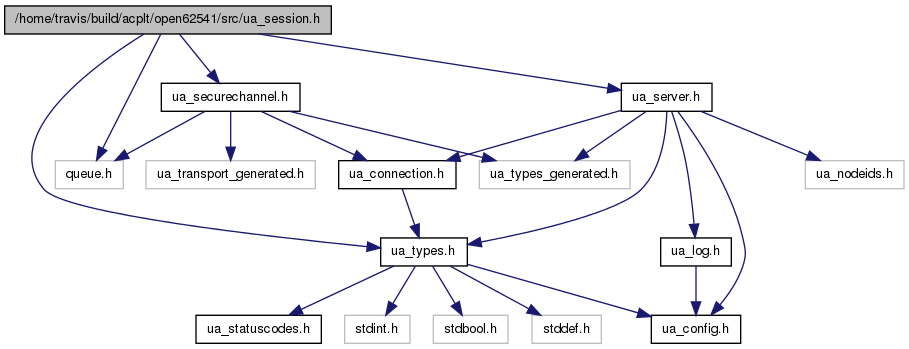 /home/travis/build/acplt/open62541/src/ua_session.h
ua_securechannel.h
ua_server.h
queue.h
ua_transport_generated.h
ua_connection.h
ua_types_generated.h
ua_nodeids.h
ua_types.h
ua_log.h
ua_statuscodes.h
stdint.h
stdbool.h
stddef.h
ua_config.h